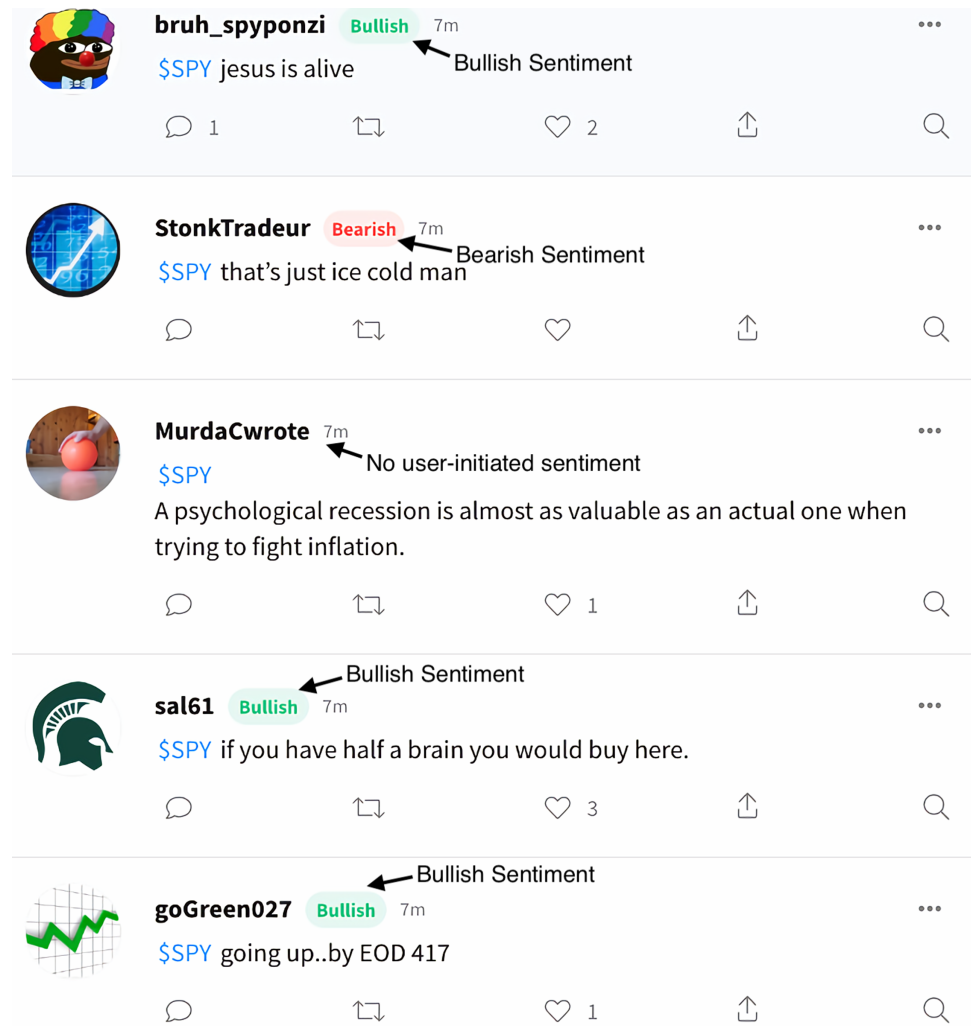 bruh_spyponzi Bullish 7m
Bullish Sentiment
$SPY jesus is alive
1 2
StonkTradeur Bearish 7m
Bearish Sentiment
$SPY that’s just ice cold man
MurdaCwrote 7m
No user-initiated sentiment
$SPY
A psychological recession is almost as valuable as an actual one when
trying to fight inflation.
1
Bullish Sentiment
sal61 Bullish 7m
$SPY if you have half a brain you would buy here.
3
Bullish Sentiment
goGreen027 Bullish 7m
$SPY going up..by EOD 417
1